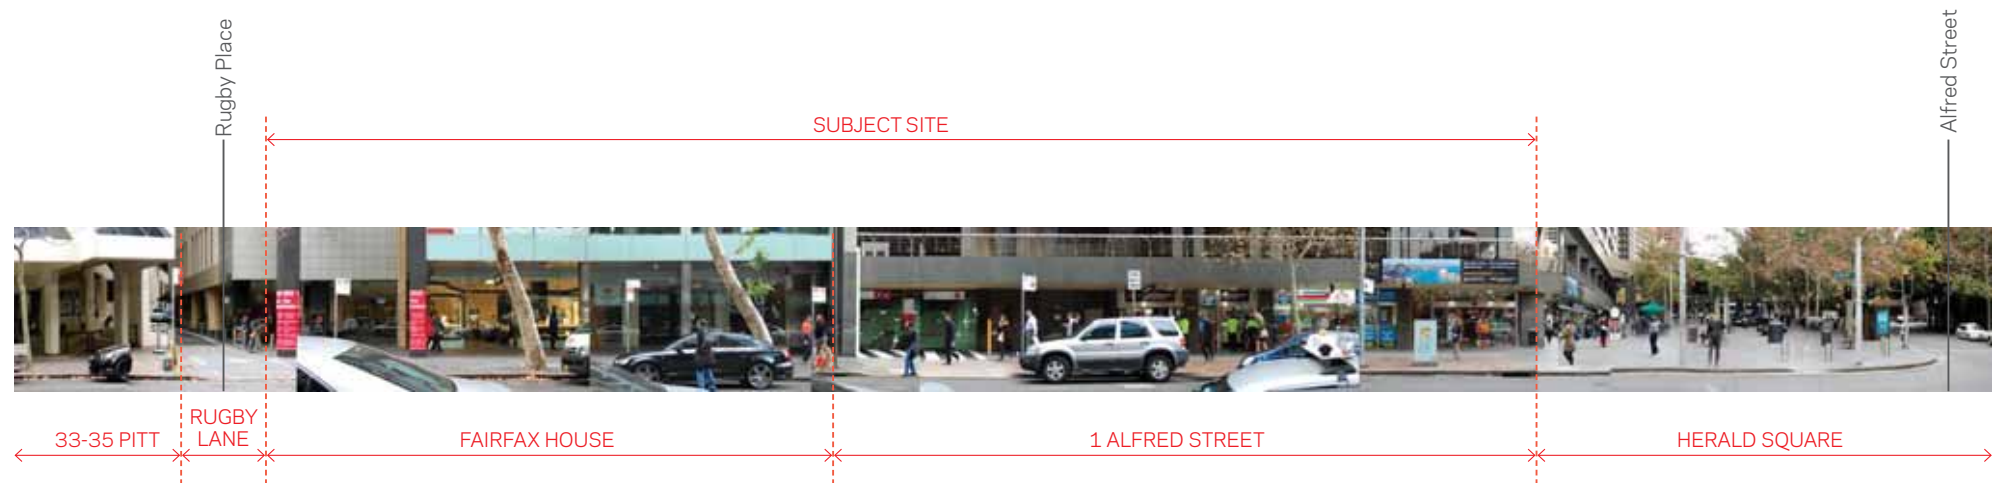 Rugby Place
Alfred Street
SUBJECT SITE
33-35 PITT
RUGBY
LANE
FAIRFAX HOUSE
1 ALFRED STREET
HERALD SQUARE